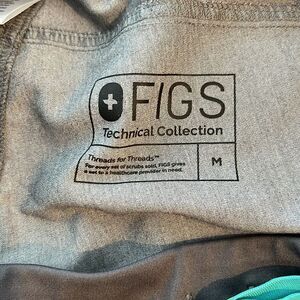 FIGS
Technical Collection
Threads for Threads™
For every set of scrubs sold, FIGS gives
a set to a healthcare provider in need.
M